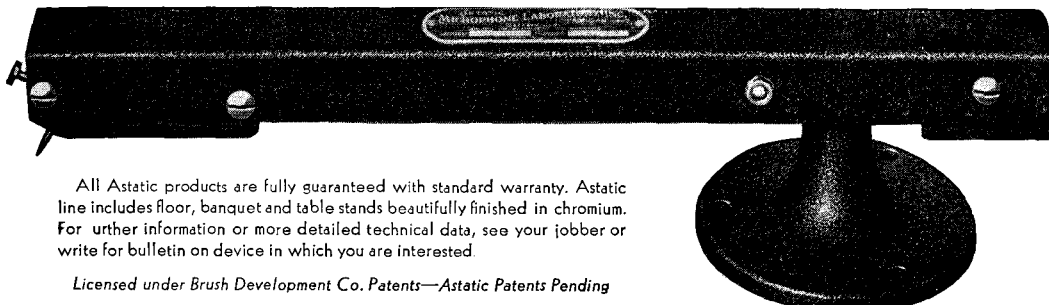 MICROPHONE LABORATORIES
All Astatic products are fully guaranteed with standard warranty. Astatic
line includes floor, banquet and table stands beautifully finished in chromium.
For urther information or more detailed technical data, see your jobber or
write for bulletin on device in which you are interested.
Licensed under Brush Development Co. Patents—Astatic Patents Pending